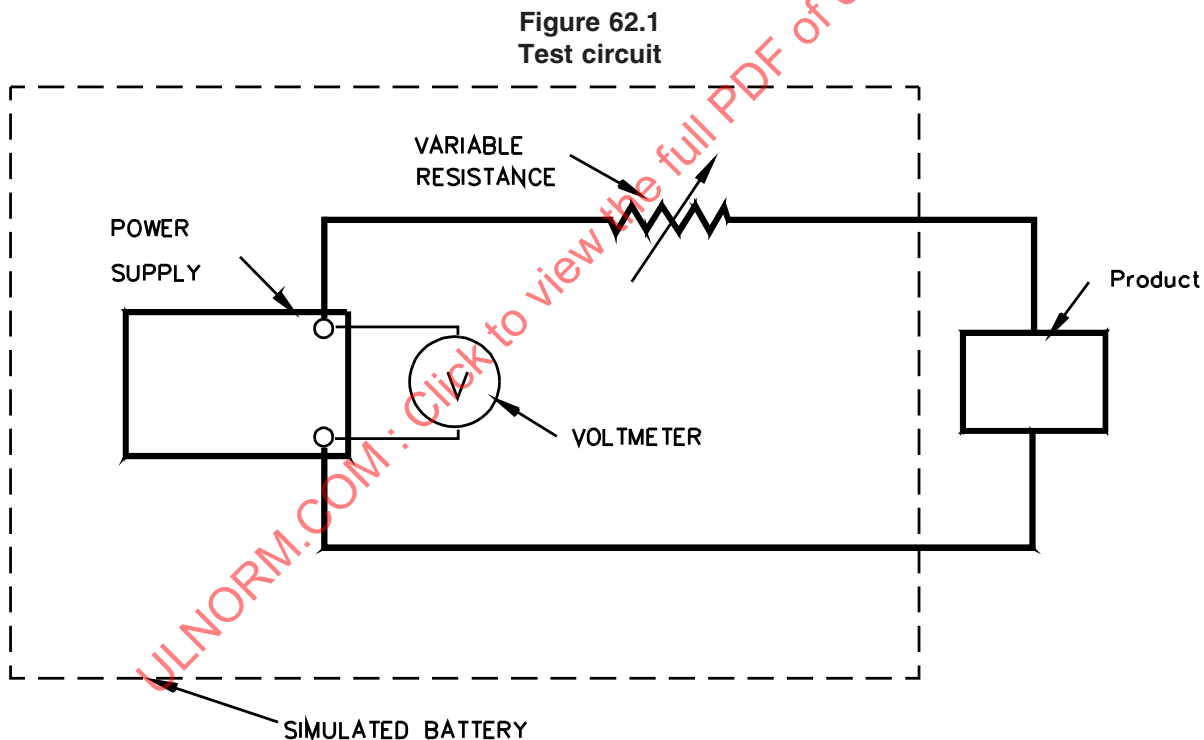 Figure 62.1
Test circuit
VARIABLE
RESISTANCE
POWER
SUPPLY
Product
V
VOLTMETER
SIMULATED BATTERY
ULNORM.COM : Click to view the full PDF of